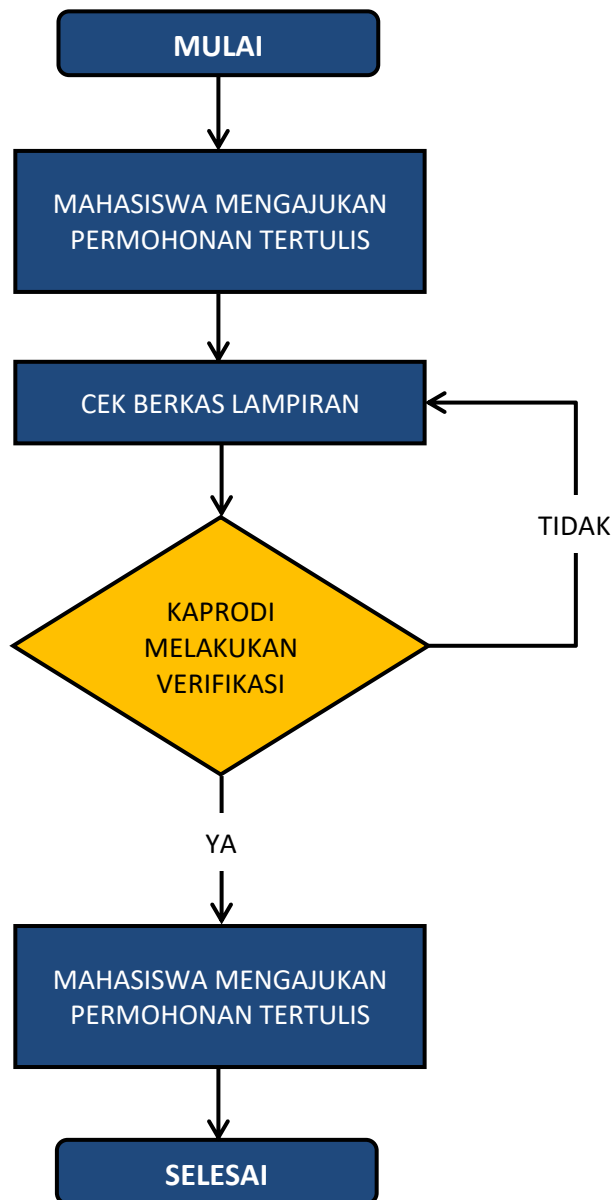 MULAI
MAHASISWA MENGAJUKAN
PERMOHONAN TERTULIS
CEK BERKAS LAMPIRAN
TIDAK
KAPRODI
MELAKUKAN
VERIFIKASI
YA
MAHASISWA MENGAJUKAN
PERMOHONAN TERTULIS
SELESAI